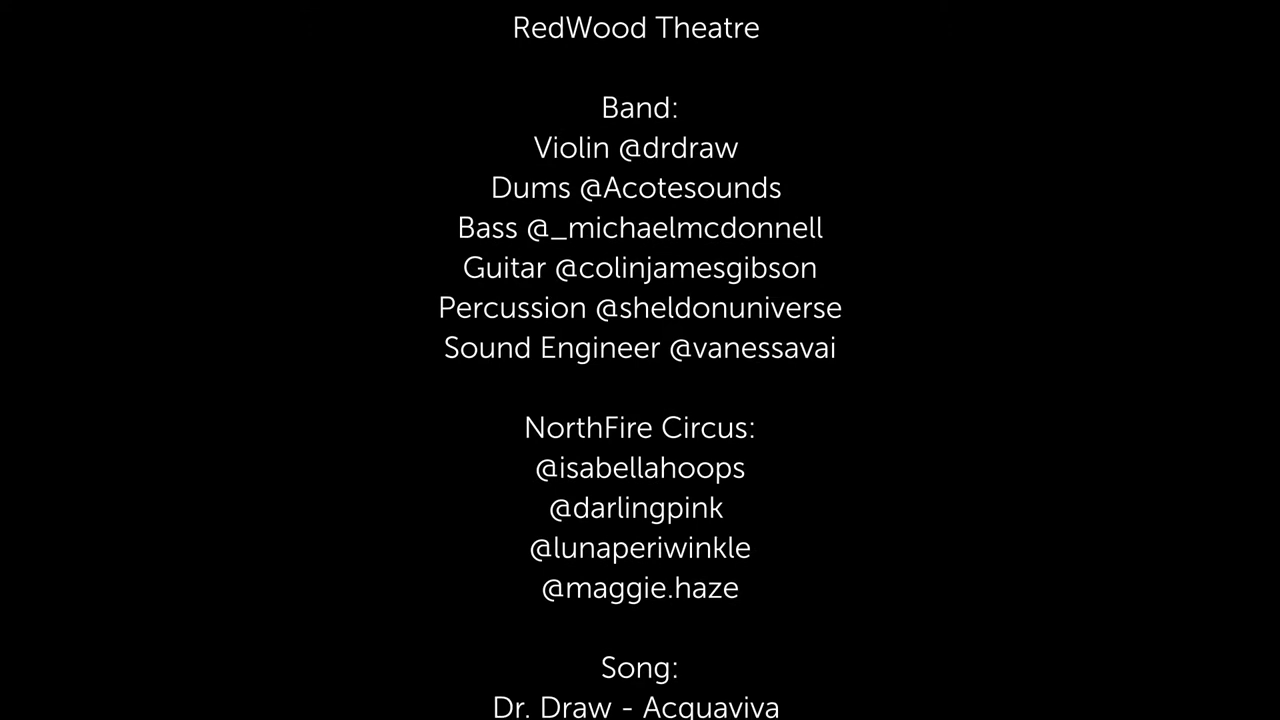 RedWood Theatre
Band:
Violin @drdraw
Dums @Acotesounds
Bass @_michaelmcdonnell
Guitar @colinjamesgibson
Percussion @sheldonuniverse
Sound Engineer @vanessavai
NorthFire Circus:
@isabellahoops
@darlingpink
@lunaperiwinkle
@maggie.haze
Song:
Dr. Draw - Acquaviva